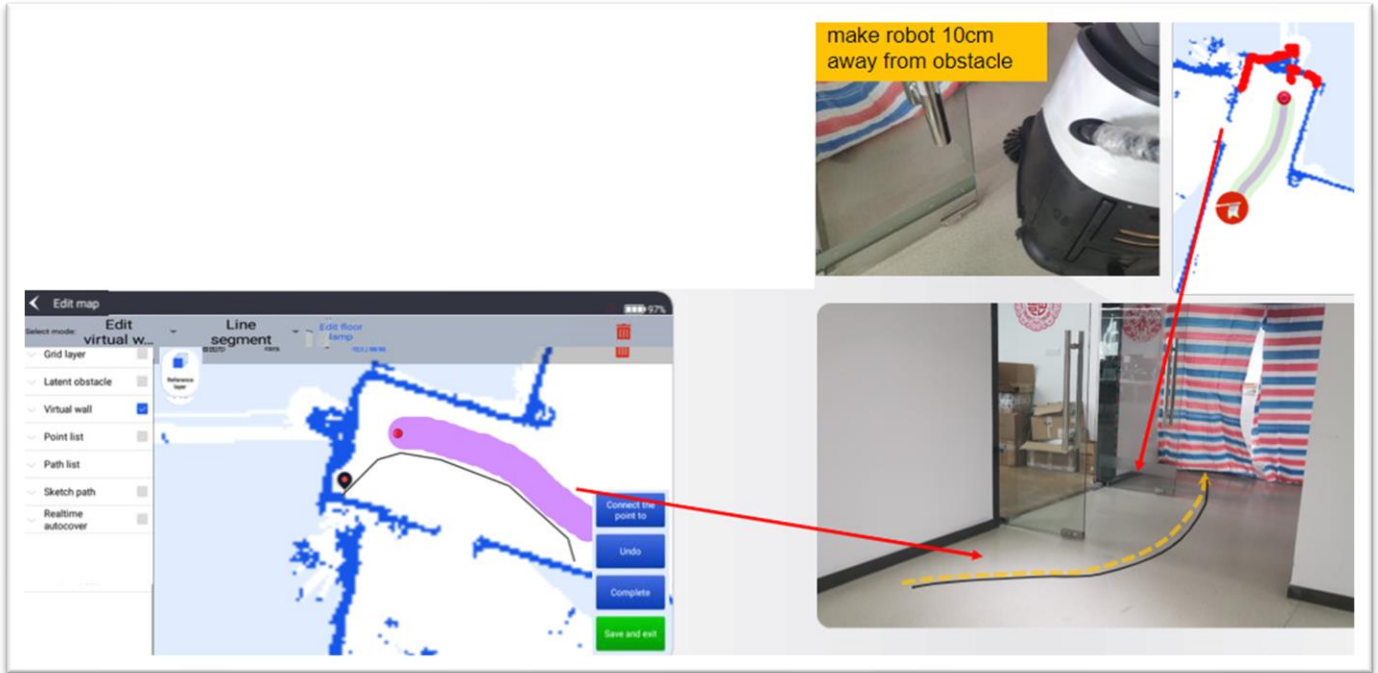 make robot 10cm
away from obstacle
Edit map
97%
Select mode:
Edit
virtual w...
Line
segment
Edit floor
lamp
Grid layer
Reference
layer
Latent obstacle
Virtual wall
Point list
Path list
Sketch path
Realtime
autocover
Connect the
point to
Undo
Complete
Save and exit